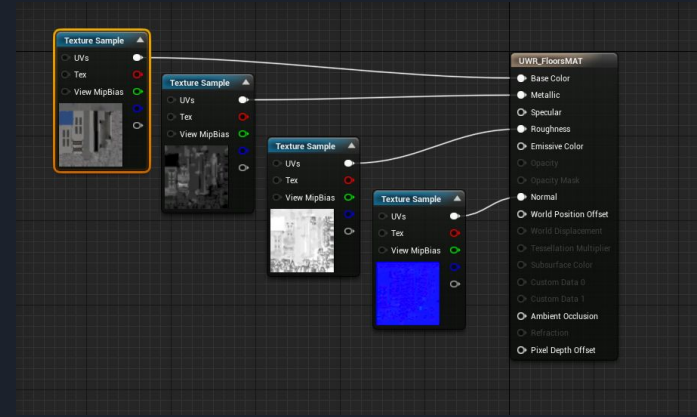 Texture Sample
UVs
Tex
View MipBias
Texture Sample
UVs
Tex
View MipBias
Texture Sample
UVs
Tex
View MipBias
Texture Sample
UVs
Tex
View MipBias
UWR_FloorsMAT
Base Color
Metallic
Specular
Roughness
Emissive Color
Opacity
Opacity Mask
Normal
World Position Offset
World Displacement
Tessellation Multiplier
Subsurface Color
Custom Data 0
Custom Data 1
Ambient Occlusion
Refraction
Pixel Depth Offset